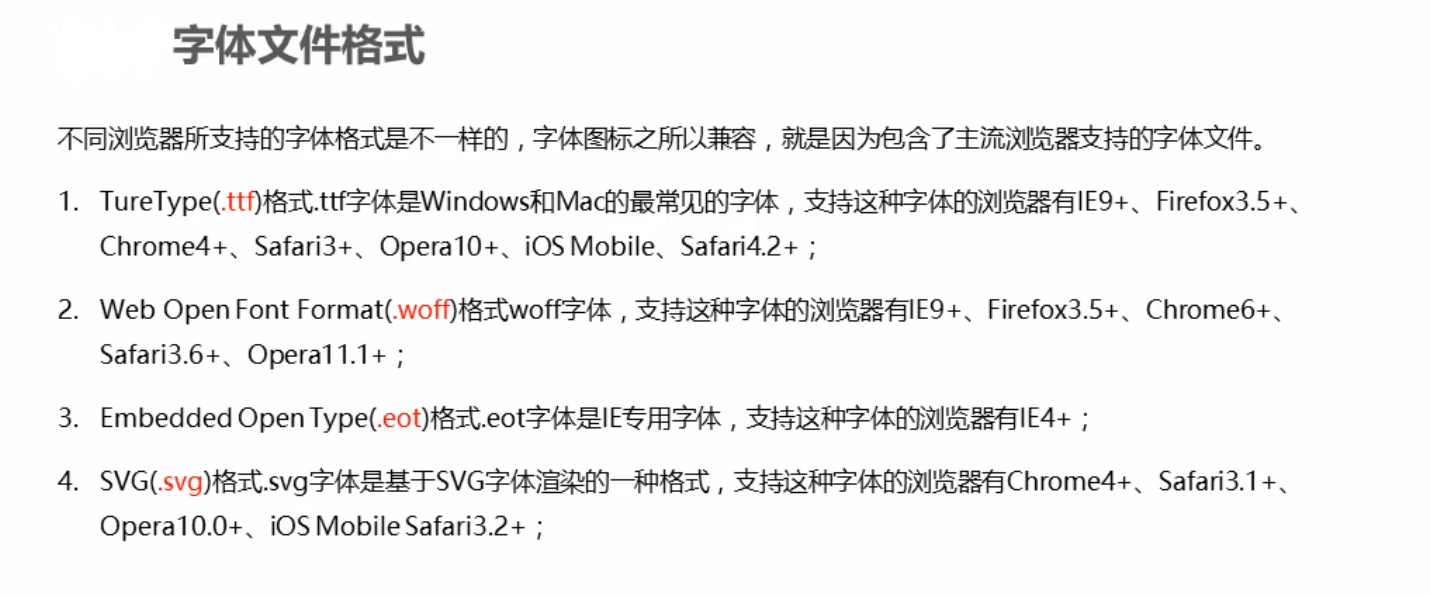 字体文件格式
不同浏览器所支持的字体格式是不一样的，字体图标之所以兼容，就是因为包含了主流浏览器支持的字体文件。
1. TureType(.ttf)格式.ttf字体是Windows和Mac的最常见的字体，支持这种字体的浏览器有IE9+、Firefox3.5+、
Chrome4+、Safari3+、Opera10+、iOS Mobile、Safari4.2+；
2. Web Open Font Format(.woff)格式woff字体，支持这种字体的浏览器有IE9+、Firefox3.5+、Chrome6+、
Safari3.6+、Opera11.1+；
3. Embedded Open Type(.eot)格式.eot字体是IE专用字体，支持这种字体的浏览器有IE4+；
4. SVG(.svg)格式.svg字体是基于SVG字体渲染的一种格式，支持这种字体的浏览器有Chrome4+、Safari3.1+、
Opera10.0+、iOS Mobile Safari3.2+；